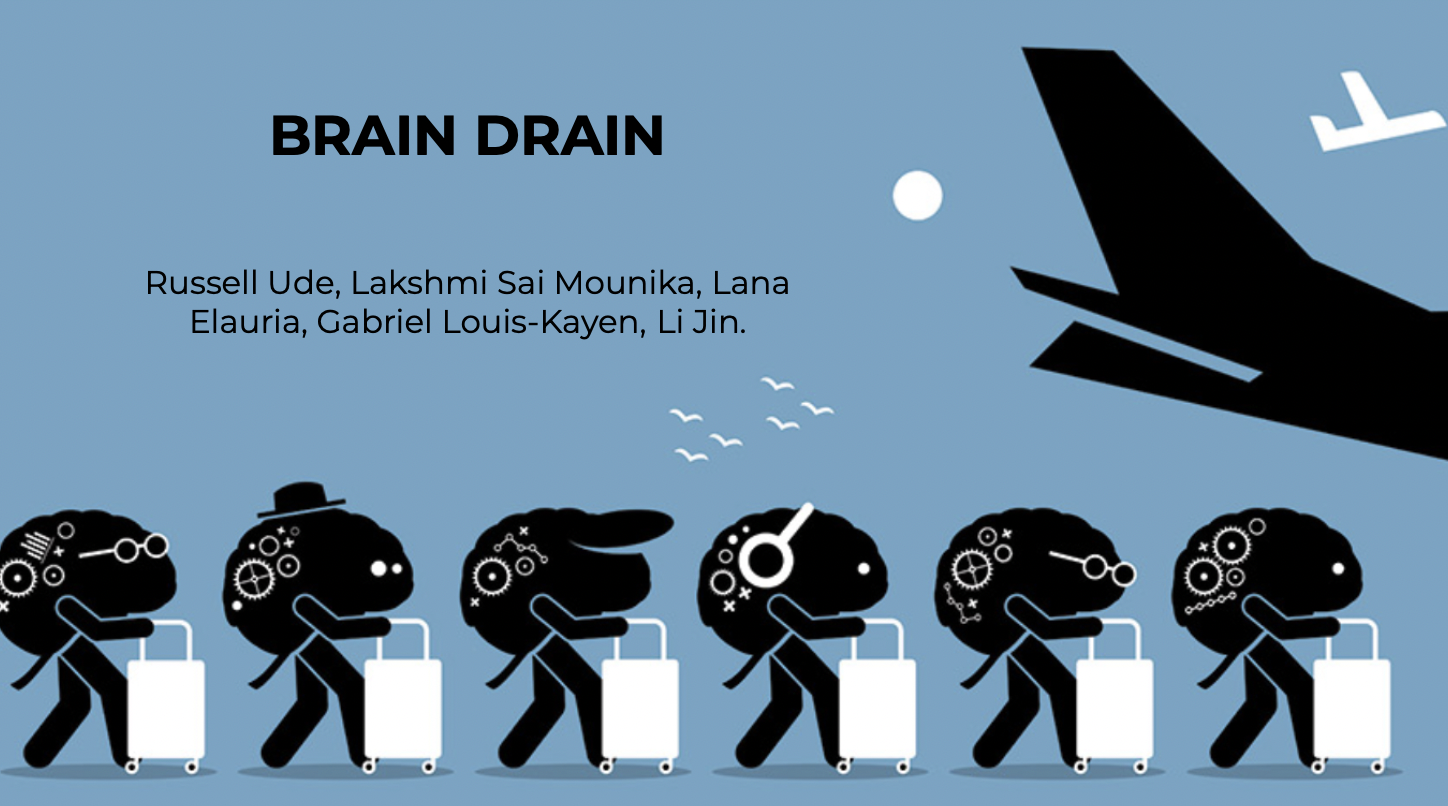 BRAIN DRAIN
Russell Ude, Lakshmi Sai Mounika, Lana
Elauria, Gabriel Louis-Kayen, Li Jin.